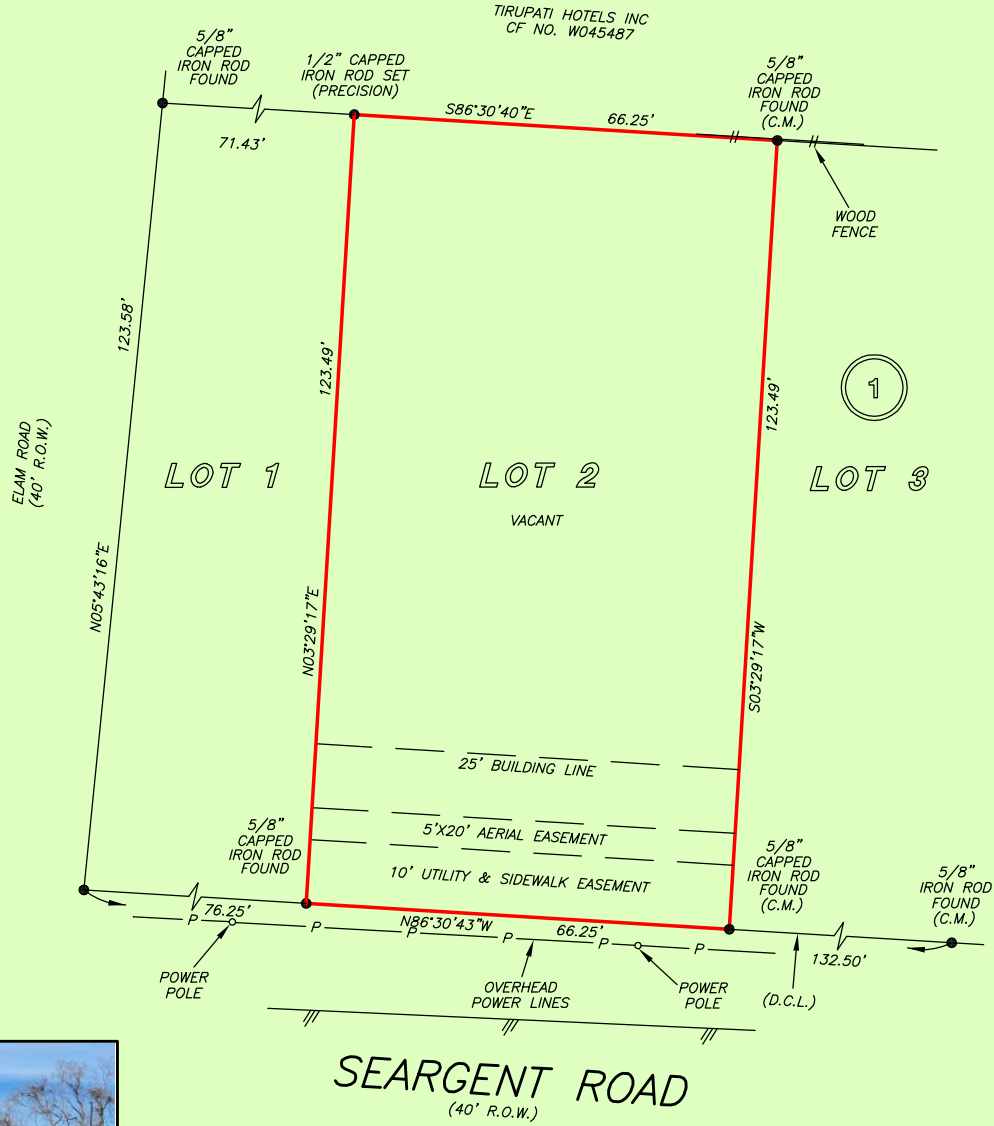 TIRUPATI HOTELS INC
CF NO. W045487
5/8"
CAPPED
IRON ROD
FOUND
1/2" CAPPED
IRON ROD SET
(PRECISION)
5/8"
CAPPED
IRON ROD
FOUND
(C.M.)
S86°30'40"E
66.25'
71.43'
WOOD
FENCE
123.58'
123.49'
123.49'
1
ELAM ROAD
(40' R.O.W.)
LOT 1
LOT 2
LOT 3
VACANT
N05°43'16"E
N03°29'17"E
S03°29'17"W
25' BUILDING LINE
5'X20' AERIAL EASEMENT
10' UTILITY & SIDEWALK EASEMENT
5/8"
CAPPED
IRON ROD
FOUND
5/8"
CAPPED
IRON ROD
FOUND
(C.M.)
5/8"
IRON ROD
FOUND
(C.M.)
76.25'
N86°30'43"W
66.25'
P P P P P P
132.50'
POWER
POLE
OVERHEAD
POWER LINES
POWER
POLE
(D.C.L.)
SEARGENT ROAD
(40' R.O.W.)